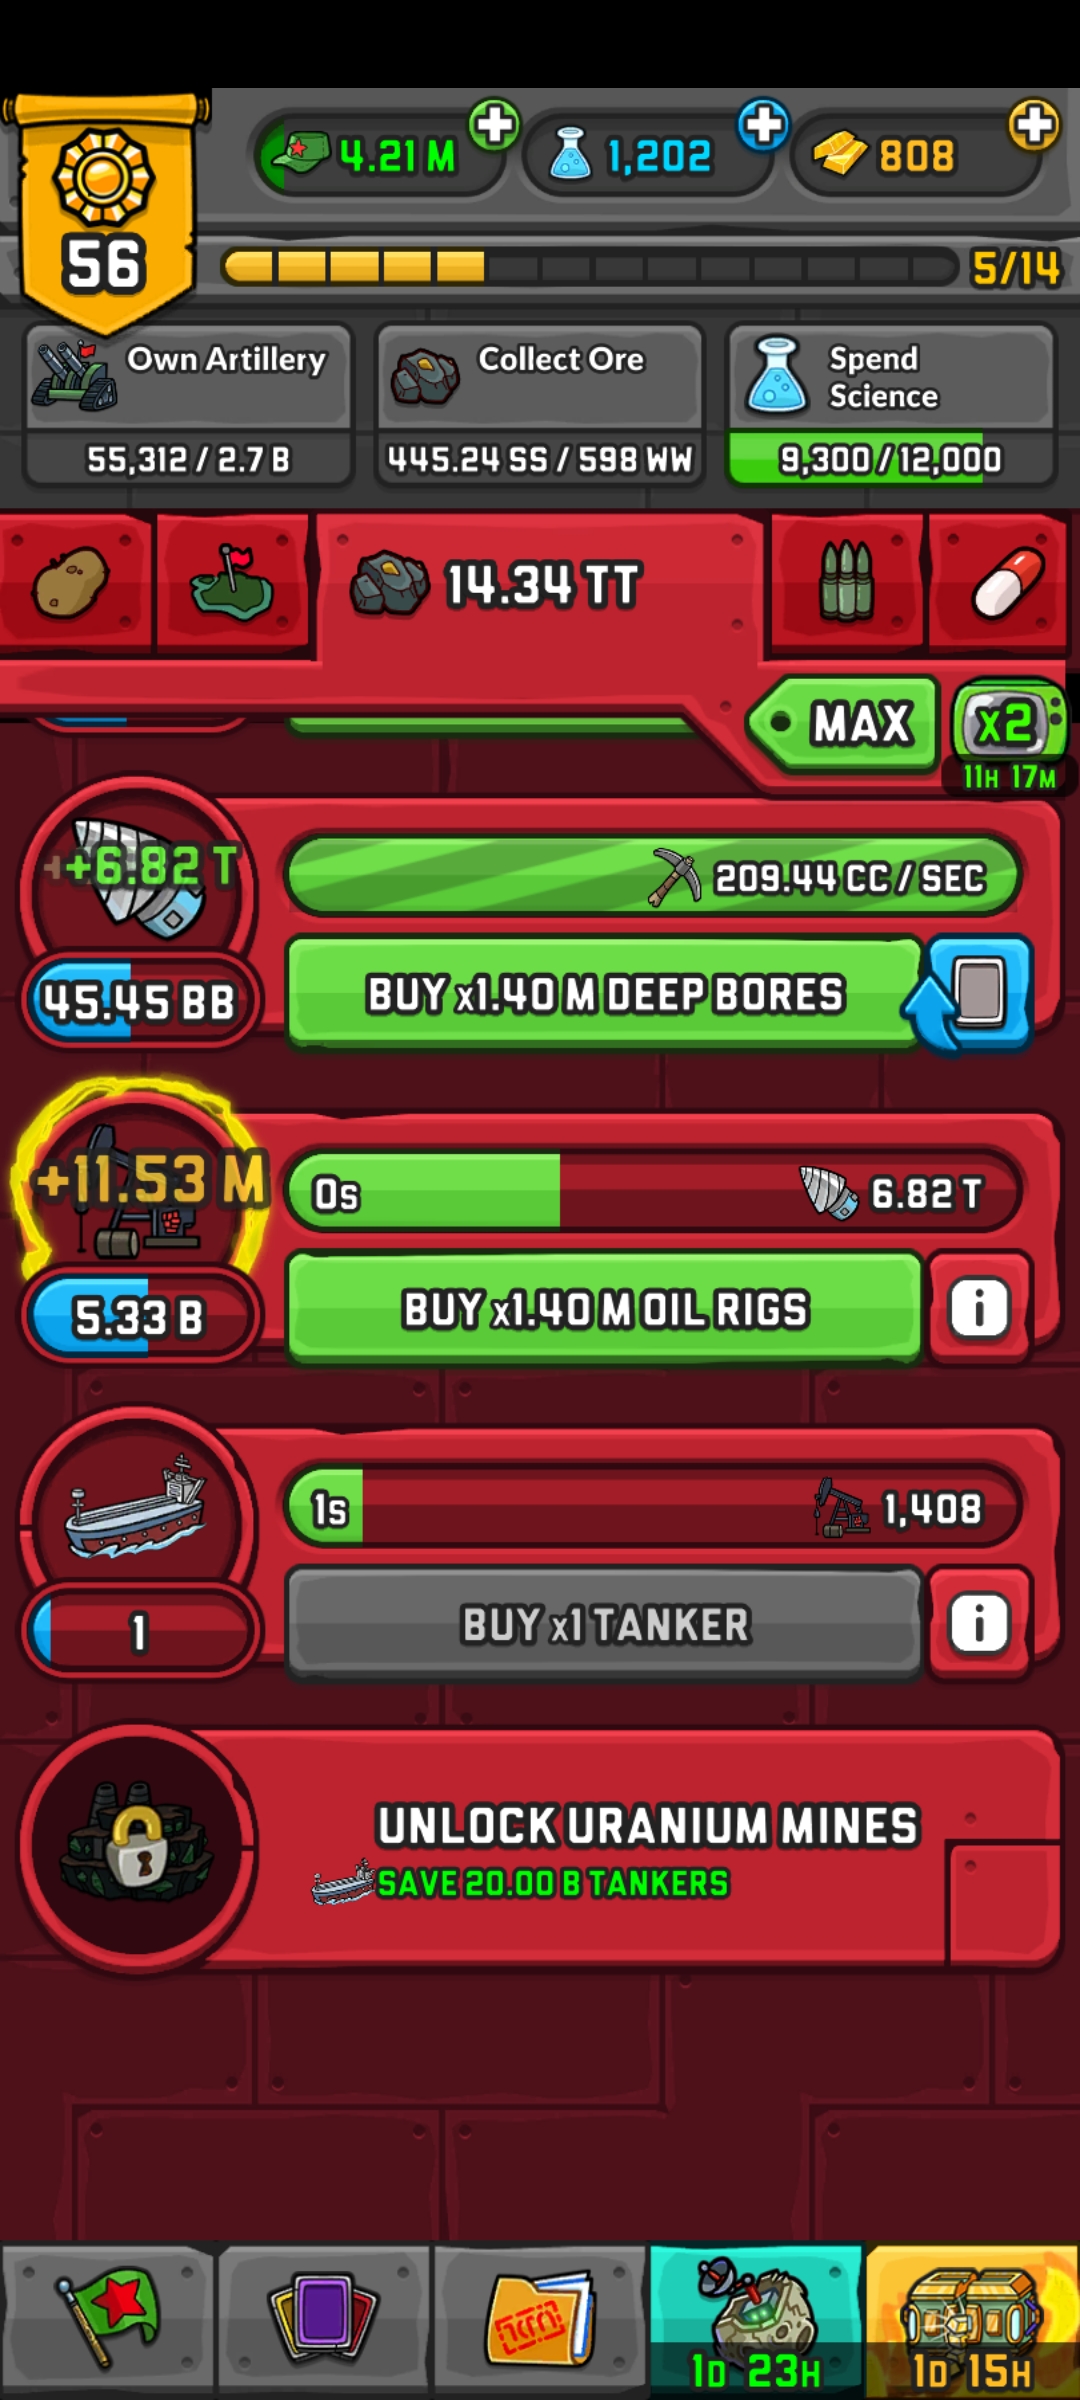 4.21 M
1,202
808
56
5/14
Own Artillery
55,312 / 2.7 B
Collect Ore
445.24 SS / 598 WW
Spend
Science
9,300 / 12,000
14.34 TT
MAX
x2
11H 17M
+6.82 T
209.44 CC / SEC
45.45 BB
BUY x1.40 M DEEP BORES
+11.53 M
0s
6.82 T
5.33 B
BUY x1.40 M OIL RIGS
i
1s
1,408
1
BUY x1 TANKER
i
UNLOCK URANIUM MINES
SAVE 20.00 B TANKERS
1D 23H
1D 15H